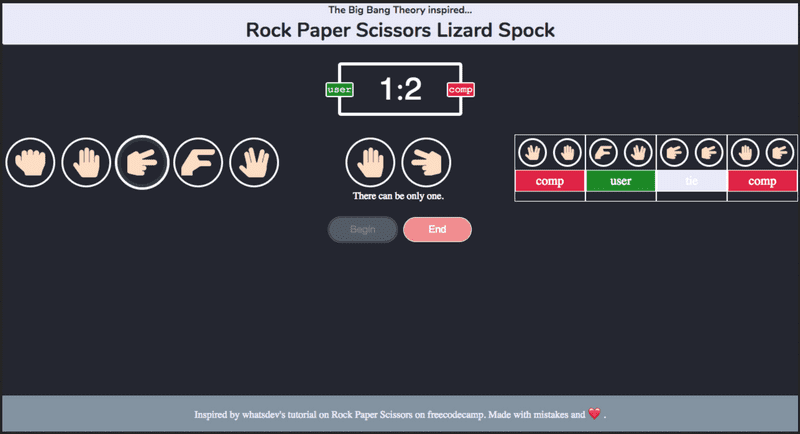 The Big Bang Theory inspired...
Rock Paper Scissors Lizard Spock
user
1:2
comp
There can be only one.
comp
user
tie
comp
Begin
End
Inspired by whatsdev's tutorial on Rock Paper Scissors on freecodecamp. Made with mistakes and ❤️ .